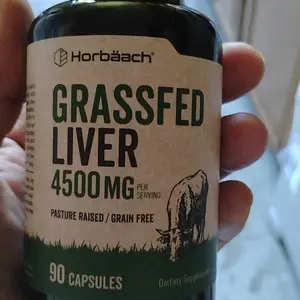 Horbäach®
GRASSFED
LIVER
4500 MG PER
SERVING
PASTURE RAISED / GRAIN FREE
90 CAPSULES
Dietary Supplement